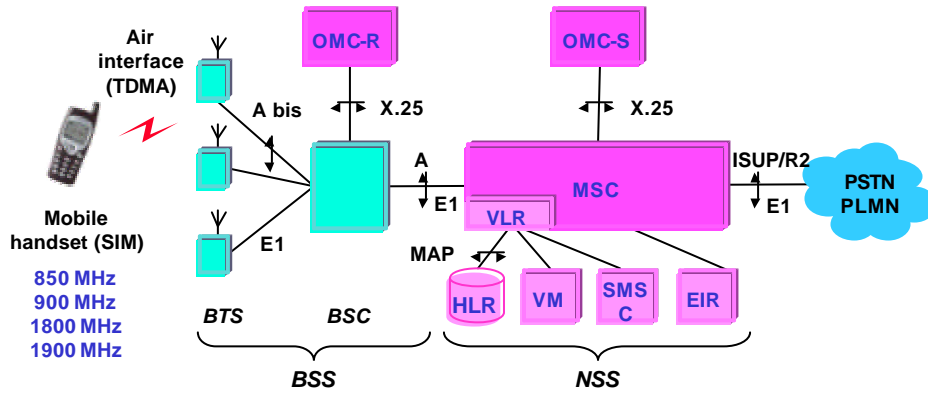 Air
interface
(TDMA)
OMC-R
OMC-S
A bis
X.25
X.25
A
E1
MSC
VLR
ISUP/R2
E1
PSTN
PLMN
Mobile
handset (SIM)
850 MHz
900 MHz
1800 MHz
1900 MHz
E1
MAP
HLR
VM
SMS
C
EIR
BTS
BSC
BSS
NSS